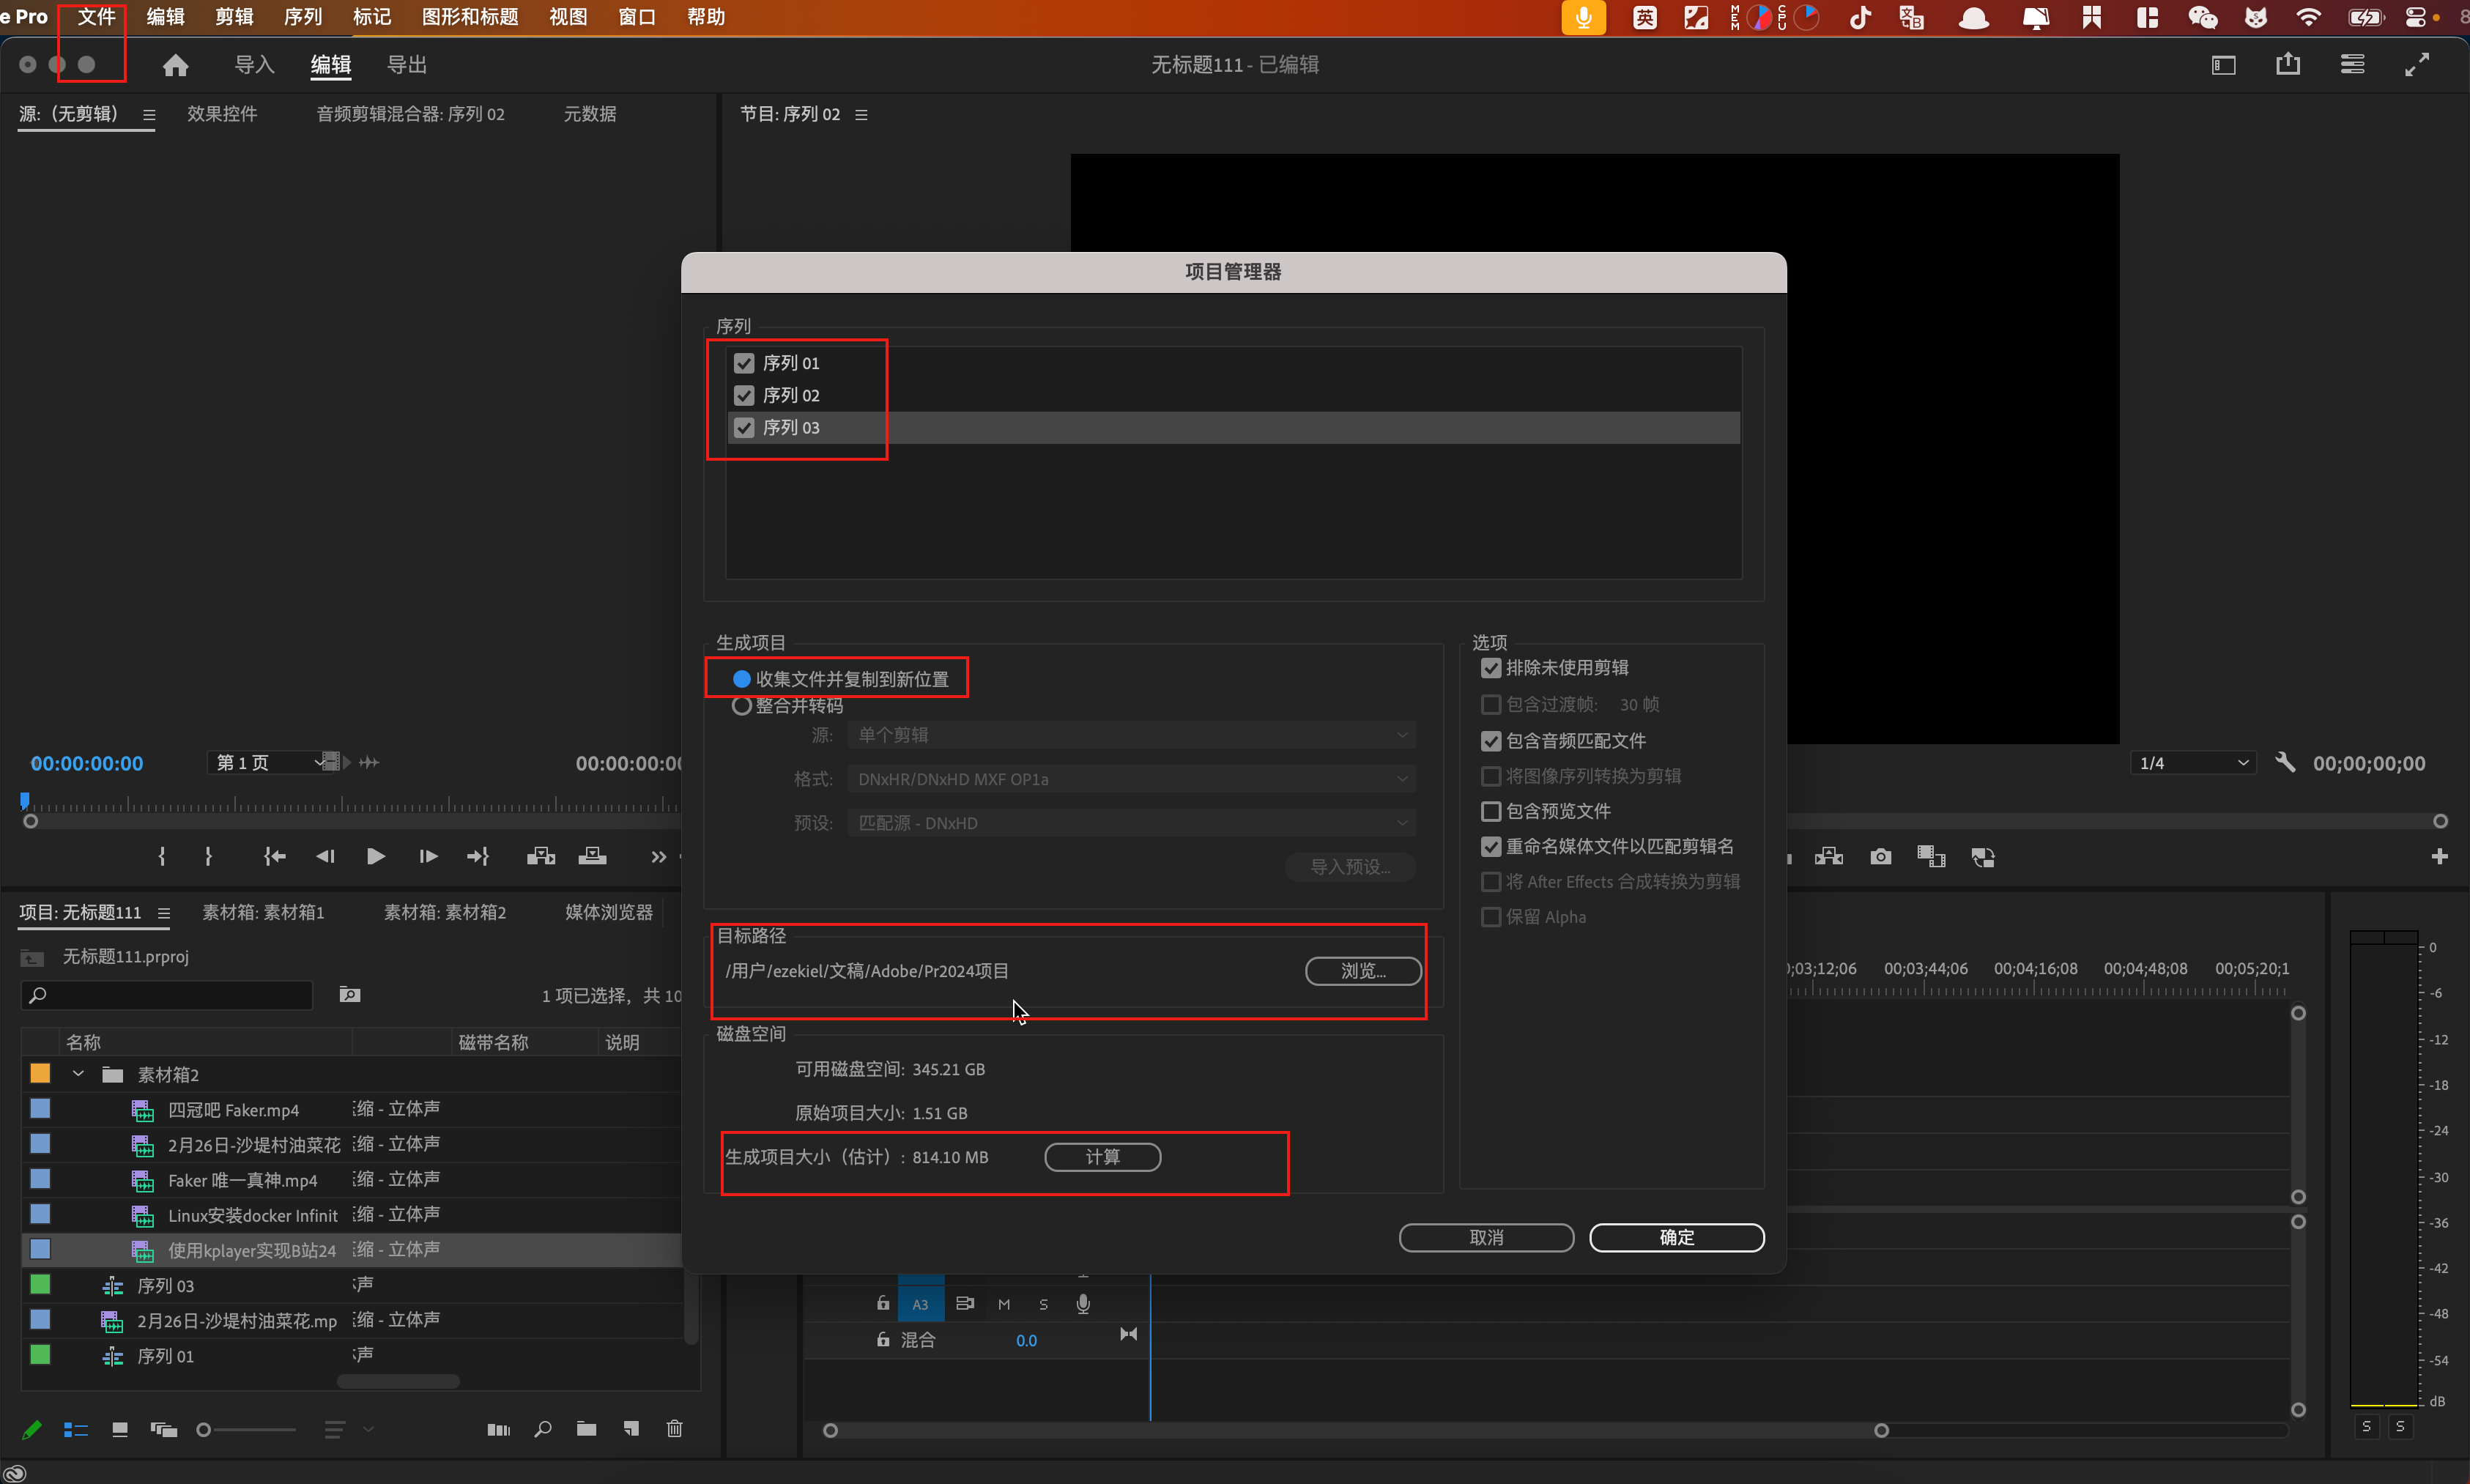 e Pro 文件 编辑 剪辑 序列 标记 图形和标题 视图 窗口 帮助 英 MEM CPU
导入 编辑 导出 无标题111 - 已编辑
源:（无剪辑） 效果控件 音频剪辑混合器: 序列 02 元数据 节目: 序列 02
项目管理器
序列
序列 01
序列 02
序列 03
生成项目
收集文件并复制到新位置
整合并转码
源: 单个剪辑
格式: DNxHR/DNxHD MXF OP1a
预设: 匹配源 - DNxHD
导入预设...
选项
排除未使用剪辑
包含过渡帧: 30 帧
包含音频匹配文件
将图像序列转换为剪辑
包含预览文件
重命名媒体文件以匹配剪辑名
将 After Effects 合成转换为剪辑
保留 Alpha
目标路径
/用户/ezekiel/文稿/Adobe/Pr2024项目 浏览...
磁盘空间
可用磁盘空间: 345.21 GB
原始项目大小: 1.51 GB
生成项目大小（估计）: 814.10 MB 计算
取消 确定
00:00:00:00 第 1 页 00:00:00:00
1/4 00;00;00;00
项目: 无标题111 素材箱: 素材箱1 素材箱: 素材箱2 媒体浏览器
无标题111.prproj
1 项已选择，共 10
名称 磁带名称 说明
素材箱2
四冠吧 Faker.mp4 缩 - 立体声
2月26日-沙堤村油菜花 缩 - 立体声
Faker 唯一真神.mp4 缩 - 立体声
Linux安装docker Infinit 缩 - 立体声
使用kplayer实现B站24 缩 - 立体声
序列 03 声
2月26日-沙堤村油菜花.mp 缩 - 立体声
序列 01 声
;03;12;06 00;03;44;06 00;04;16;08 00;04;48;08 00;05;20;1
A3 M S
混合 0.0
0
-6
-12
-18
-24
-30
-36
-42
-48
-54
dB
S S